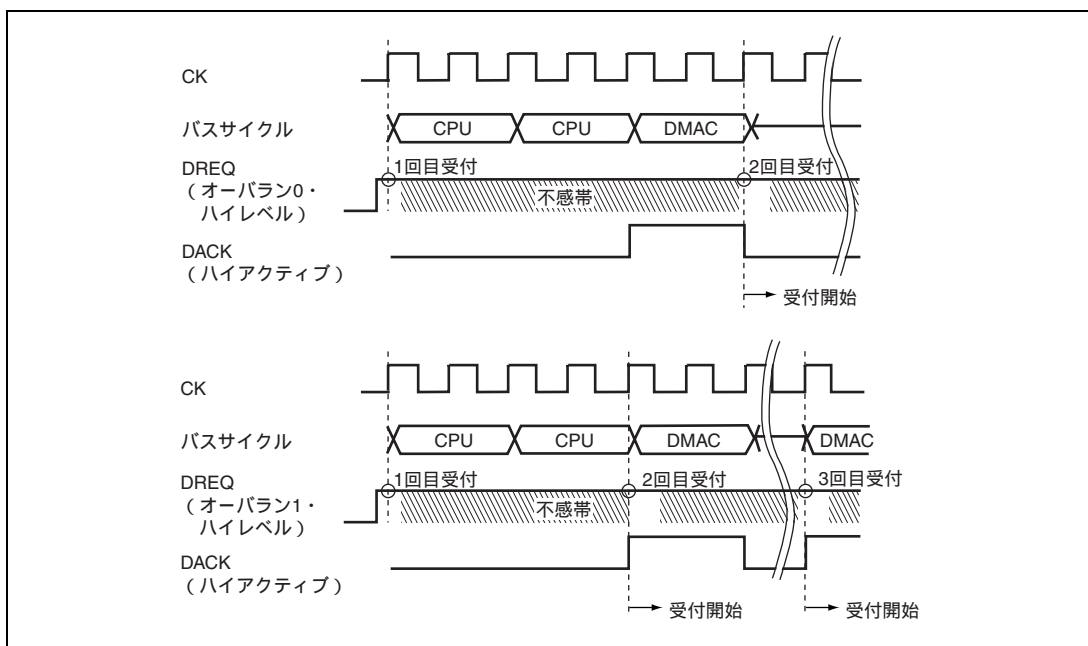 CK
バスサイクル
CPU
CPU
DMAC
DREQ
（オーバラン0・
ハイレベル）
1回目受付
2回目受付
不感帯
DACK
（ハイアクティブ）
受付開始
CK
バスサイクル
CPU
CPU
DMAC
DMAC
DREQ
（オーバラン1・
ハイレベル）
1回目受付
2回目受付
3回目受付
不感帯
DACK
（ハイアクティブ）
受付開始
受付開始